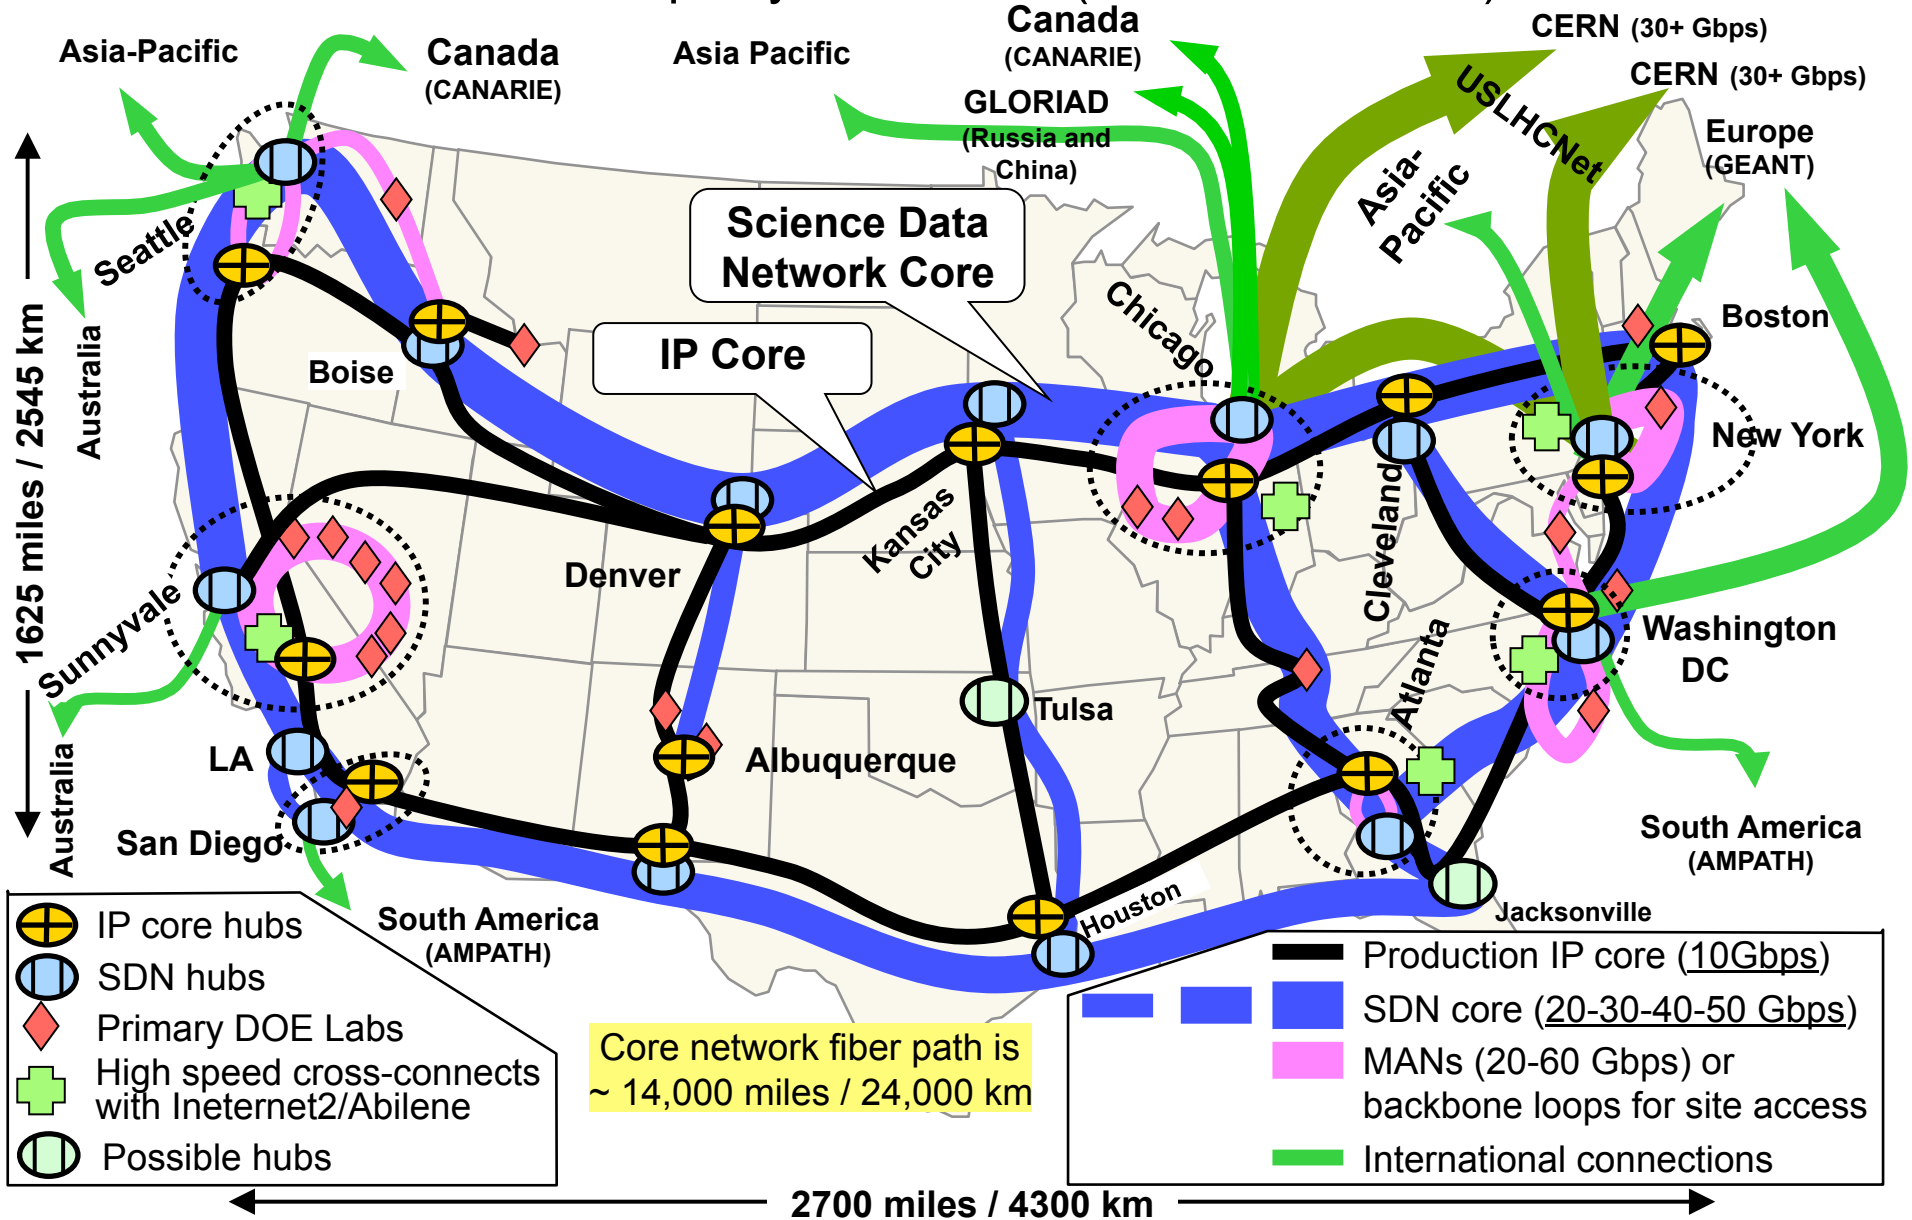 Asia-Pacific
Canada
(CANARIE)
Asia Pacific
Canada
(CANARIE)
GLORIAD
(Russia and
China)
CERN (30+ Gbps)
CERN (30+ Gbps)
USLHCNet
Asia-
Pacific
Europe
(GEANT)
Science Data
Network Core
IP Core
Seattle
Boise
Chicago
Boston
New York
Cleveland
Kansas
City
Denver
Sunnyvale
Washington
DC
Atlanta
Tulsa
LA
Albuquerque
San Diego
Houston
Jacksonville
Australia
Australia
1625 miles / 2545 km
South America
(AMPATH)
South America
(AMPATH)
IP core hubs
SDN hubs
Primary DOE Labs
High speed cross-connects
with Ineternet2/Abilene
Possible hubs
Core network fiber path is
~ 14,000 miles / 24,000 km
Production IP core (10Gbps)
SDN core (20-30-40-50 Gbps)
MANs (20-60 Gbps) or
backbone loops for site access
International connections
2700 miles / 4300 km